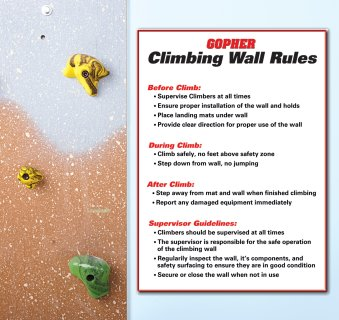 GOPHER
Climbing Wall Rules
Before Climb:
• Supervise Climbers at all times
• Ensure proper installation of the wall and holds
• Place landing mats under wall
• Provide clear direction for proper use of the wall
During Climb:
• Climb safely, no feet above safety zone
• Step down from wall, no jumping
After Climb:
• Step away from mat and wall when finished climbing
• Report any damaged equipment immediately
Supervisor Guidelines:
• Climbers should be supervised at all times
• The supervisor is responsible for the safe operation
of the climbing wall
• Regularly inspect the wall, it's components, and
safety surfacing to ensure they are in good condition
• Secure or close the wall when not in use